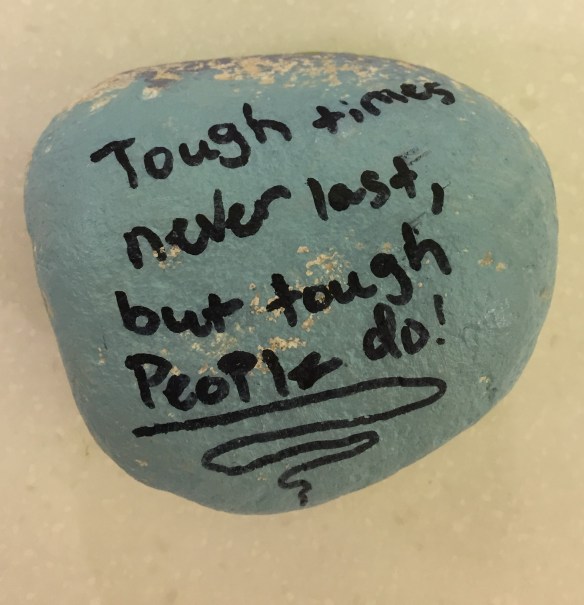 Tough times
never last,
but tough
People do!